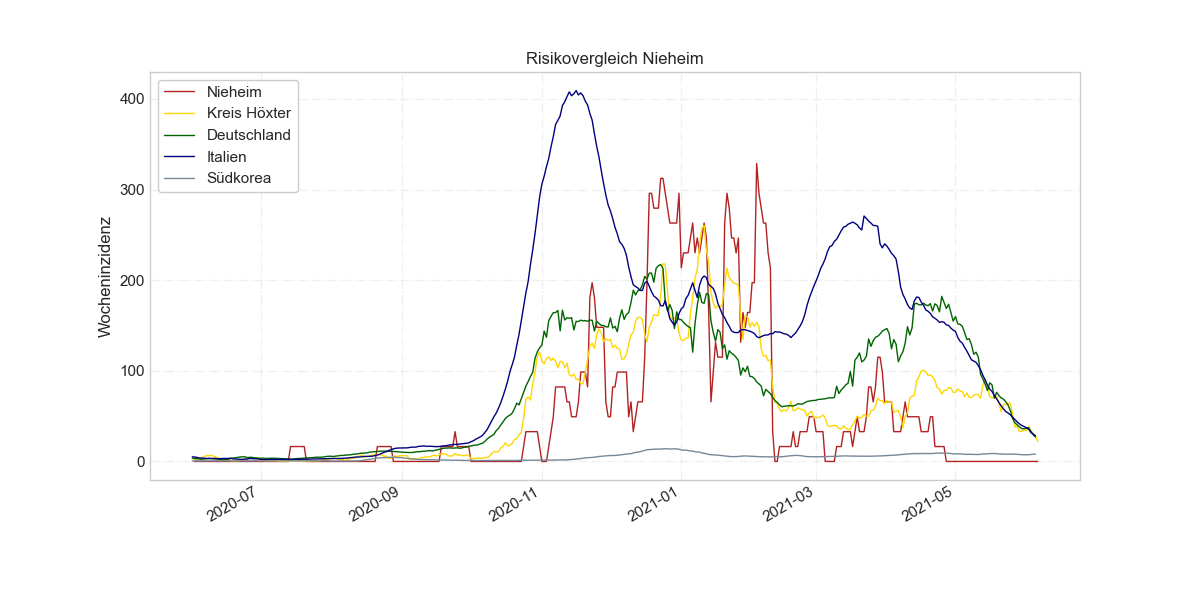 Risikovergleich Nieheim
Nieheim
Kreis Höxter
Deutschland
Italien
Südkorea
Wocheninzidenz
400
300
200
100
0
2020-07
2020-09
2020-11
2021-01
2021-03
2021-05